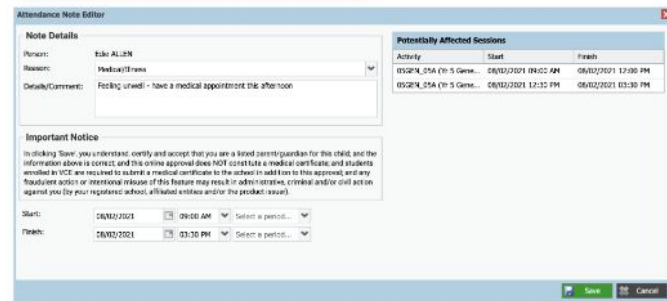 Attendance Note Editor
Note Details
Person: Edie ALLEN
Reason: Medical/Illness
Details/Comment: Feeling unwell - have a medical appointment this afternoon
Important Notice
In clicking 'Save', you understand, certify and accept that you are a listed parent/guardian for this child; and the
information above is correct; and this online approval does NOT constitute a medical certificate; and students
enrolled in VCE are required to submit a medical certificate to the school in addition to this approval; and any
fraudulent action or intentional misuse of this feature may result in administrative, criminal and/or civil action
against you (by your registered school, affiliated entities and/or the product issuer).
Start: 08/02/2021 09:00 AM Select a period...
Finish: 08/02/2021 03:30 PM Select a period...
Potentially Affected Sessions
Activity Start Finish
05GEN_05A (Yr 5 Gene... 08/02/2021 09:00 AM 08/02/2021 12:00 PM
05GEN_05A (Yr 5 Gene... 08/02/2021 12:30 PM 08/02/2021 03:30 PM
Save Cancel